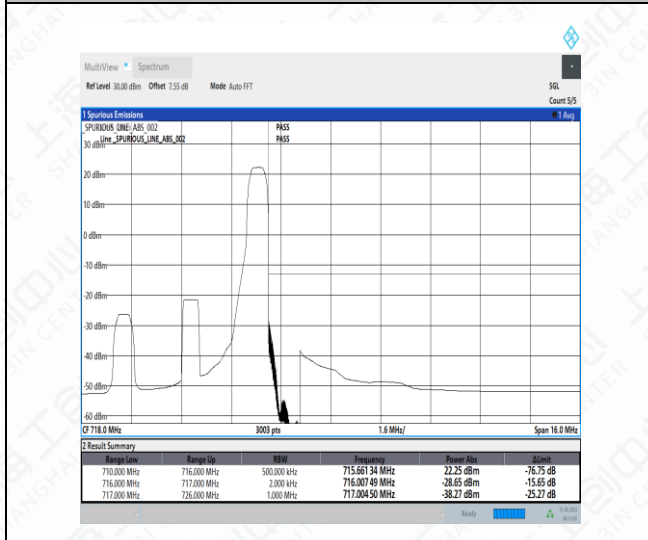 MultiView Spectrum
Ref Level 30.00 dBm Offset 7.55 dB Mode Auto FFT SGL
Count 5/5
1 Spurious Emissions 1 Avg
SPURIOUS_LINE_ABS_002 PASS
Line _SPURIOUS_LINE_ABS_002 PASS
30 dBm
20 dBm
10 dBm
0 dBm
-10 dBm
-20 dBm
-30 dBm
-40 dBm
-50 dBm
-60 dBm
CF 718.0 MHz 3003 pts 1.6 MHz/ Span 16.0 MHz
2 Result Summary
Range Low Range Up RBW Frequency Power Abs ΔLimit
710.000 MHz 716.000 MHz 500.000 kHz 715.661 34 MHz 22.25 dBm -76.75 dB
716.000 MHz 717.000 MHz 2.000 kHz 716.007 49 MHz -28.65 dBm -15.65 dB
717.000 MHz 726.000 MHz 1.000 MHz 717.004 50 MHz -38.27 dBm -25.27 dB
Ready